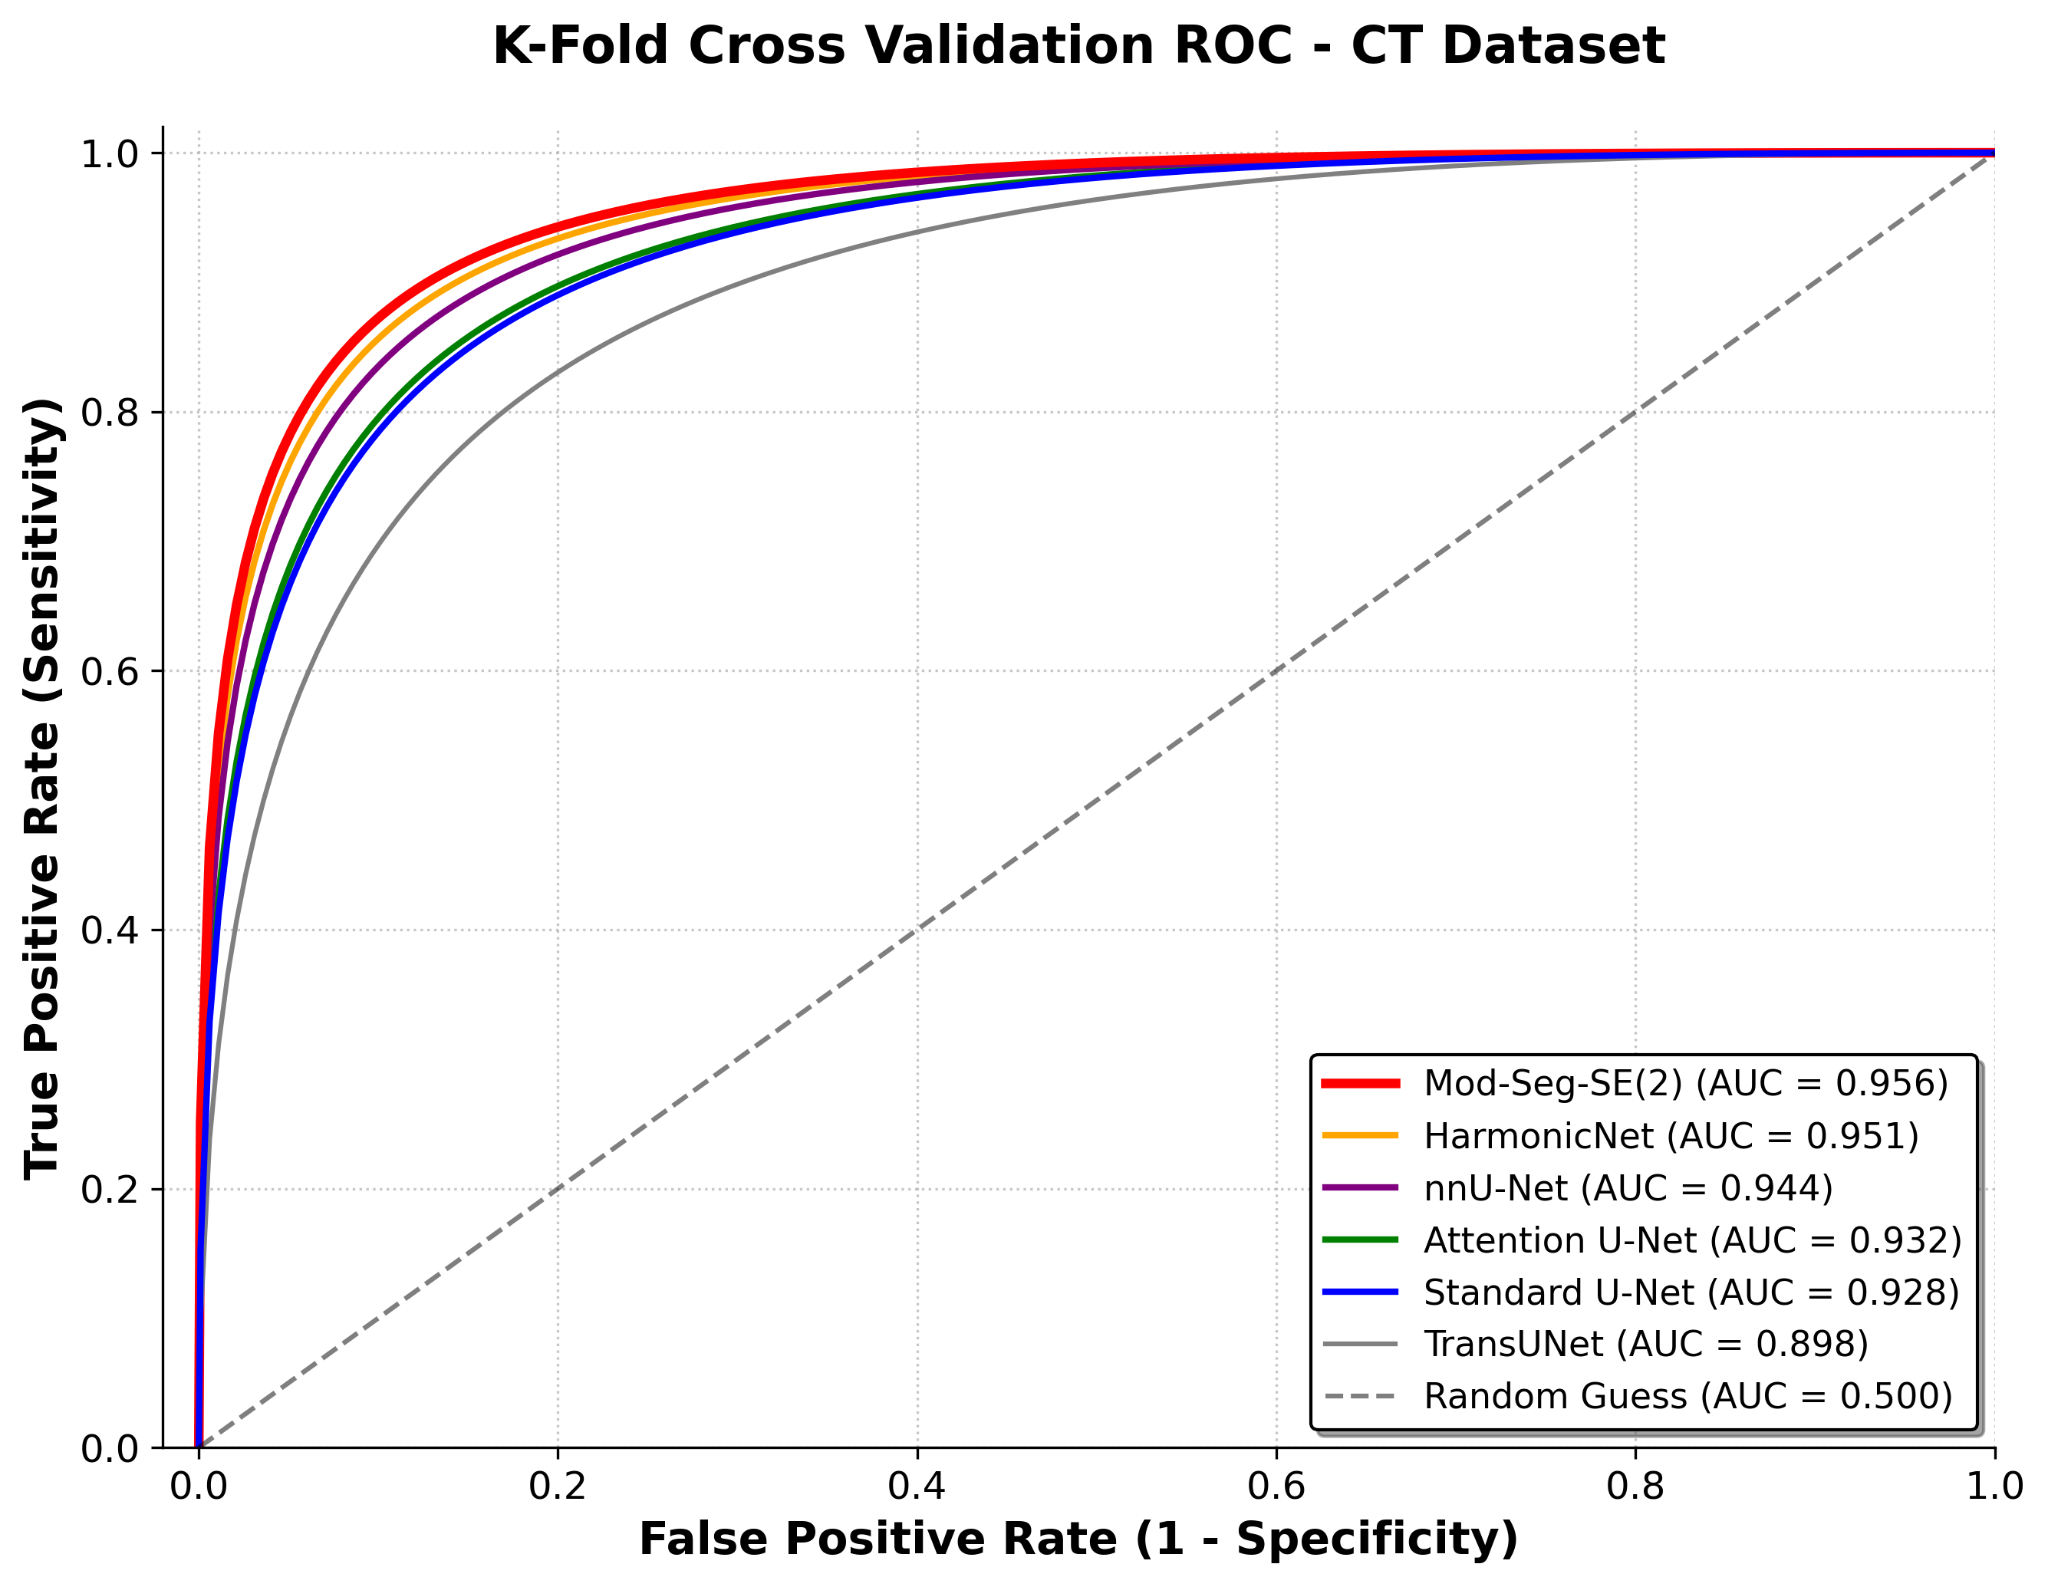 K-Fold Cross Validation ROC - CT Dataset
True Positive Rate (Sensitivity)
1.0
0.8
0.6
0.4
0.2
0.0
0.0 0.2 0.4 0.6 0.8 1.0
False Positive Rate (1 - Specificity)
Mod-Seg-SE(2) (AUC = 0.956)
HarmonicNet (AUC = 0.951)
nnU-Net (AUC = 0.944)
Attention U-Net (AUC = 0.932)
Standard U-Net (AUC = 0.928)
TransUNet (AUC = 0.898)
Random Guess (AUC = 0.500)